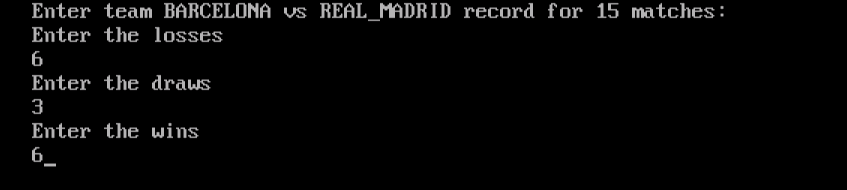 Enter team BARCELONA vs REAL_MADRID record for 15 matches:
Enter the losses
6
Enter the draws
3
Enter the wins
6_